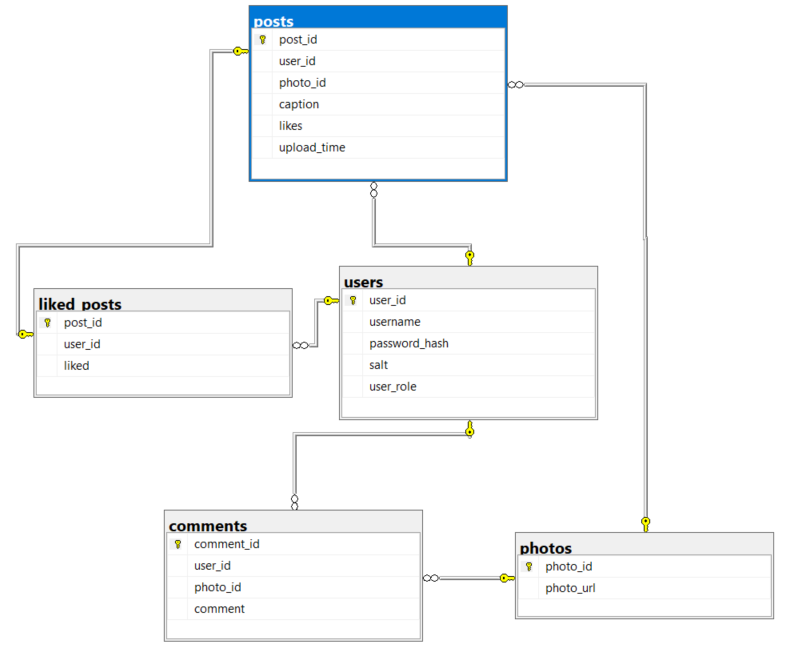 posts
post_id
user_id
photo_id
caption
likes
upload_time
liked_posts
post_id
user_id
liked
users
user_id
username
password_hash
salt
user_role
comments
comment_id
user_id
photo_id
comment
photos
photo_id
photo_url